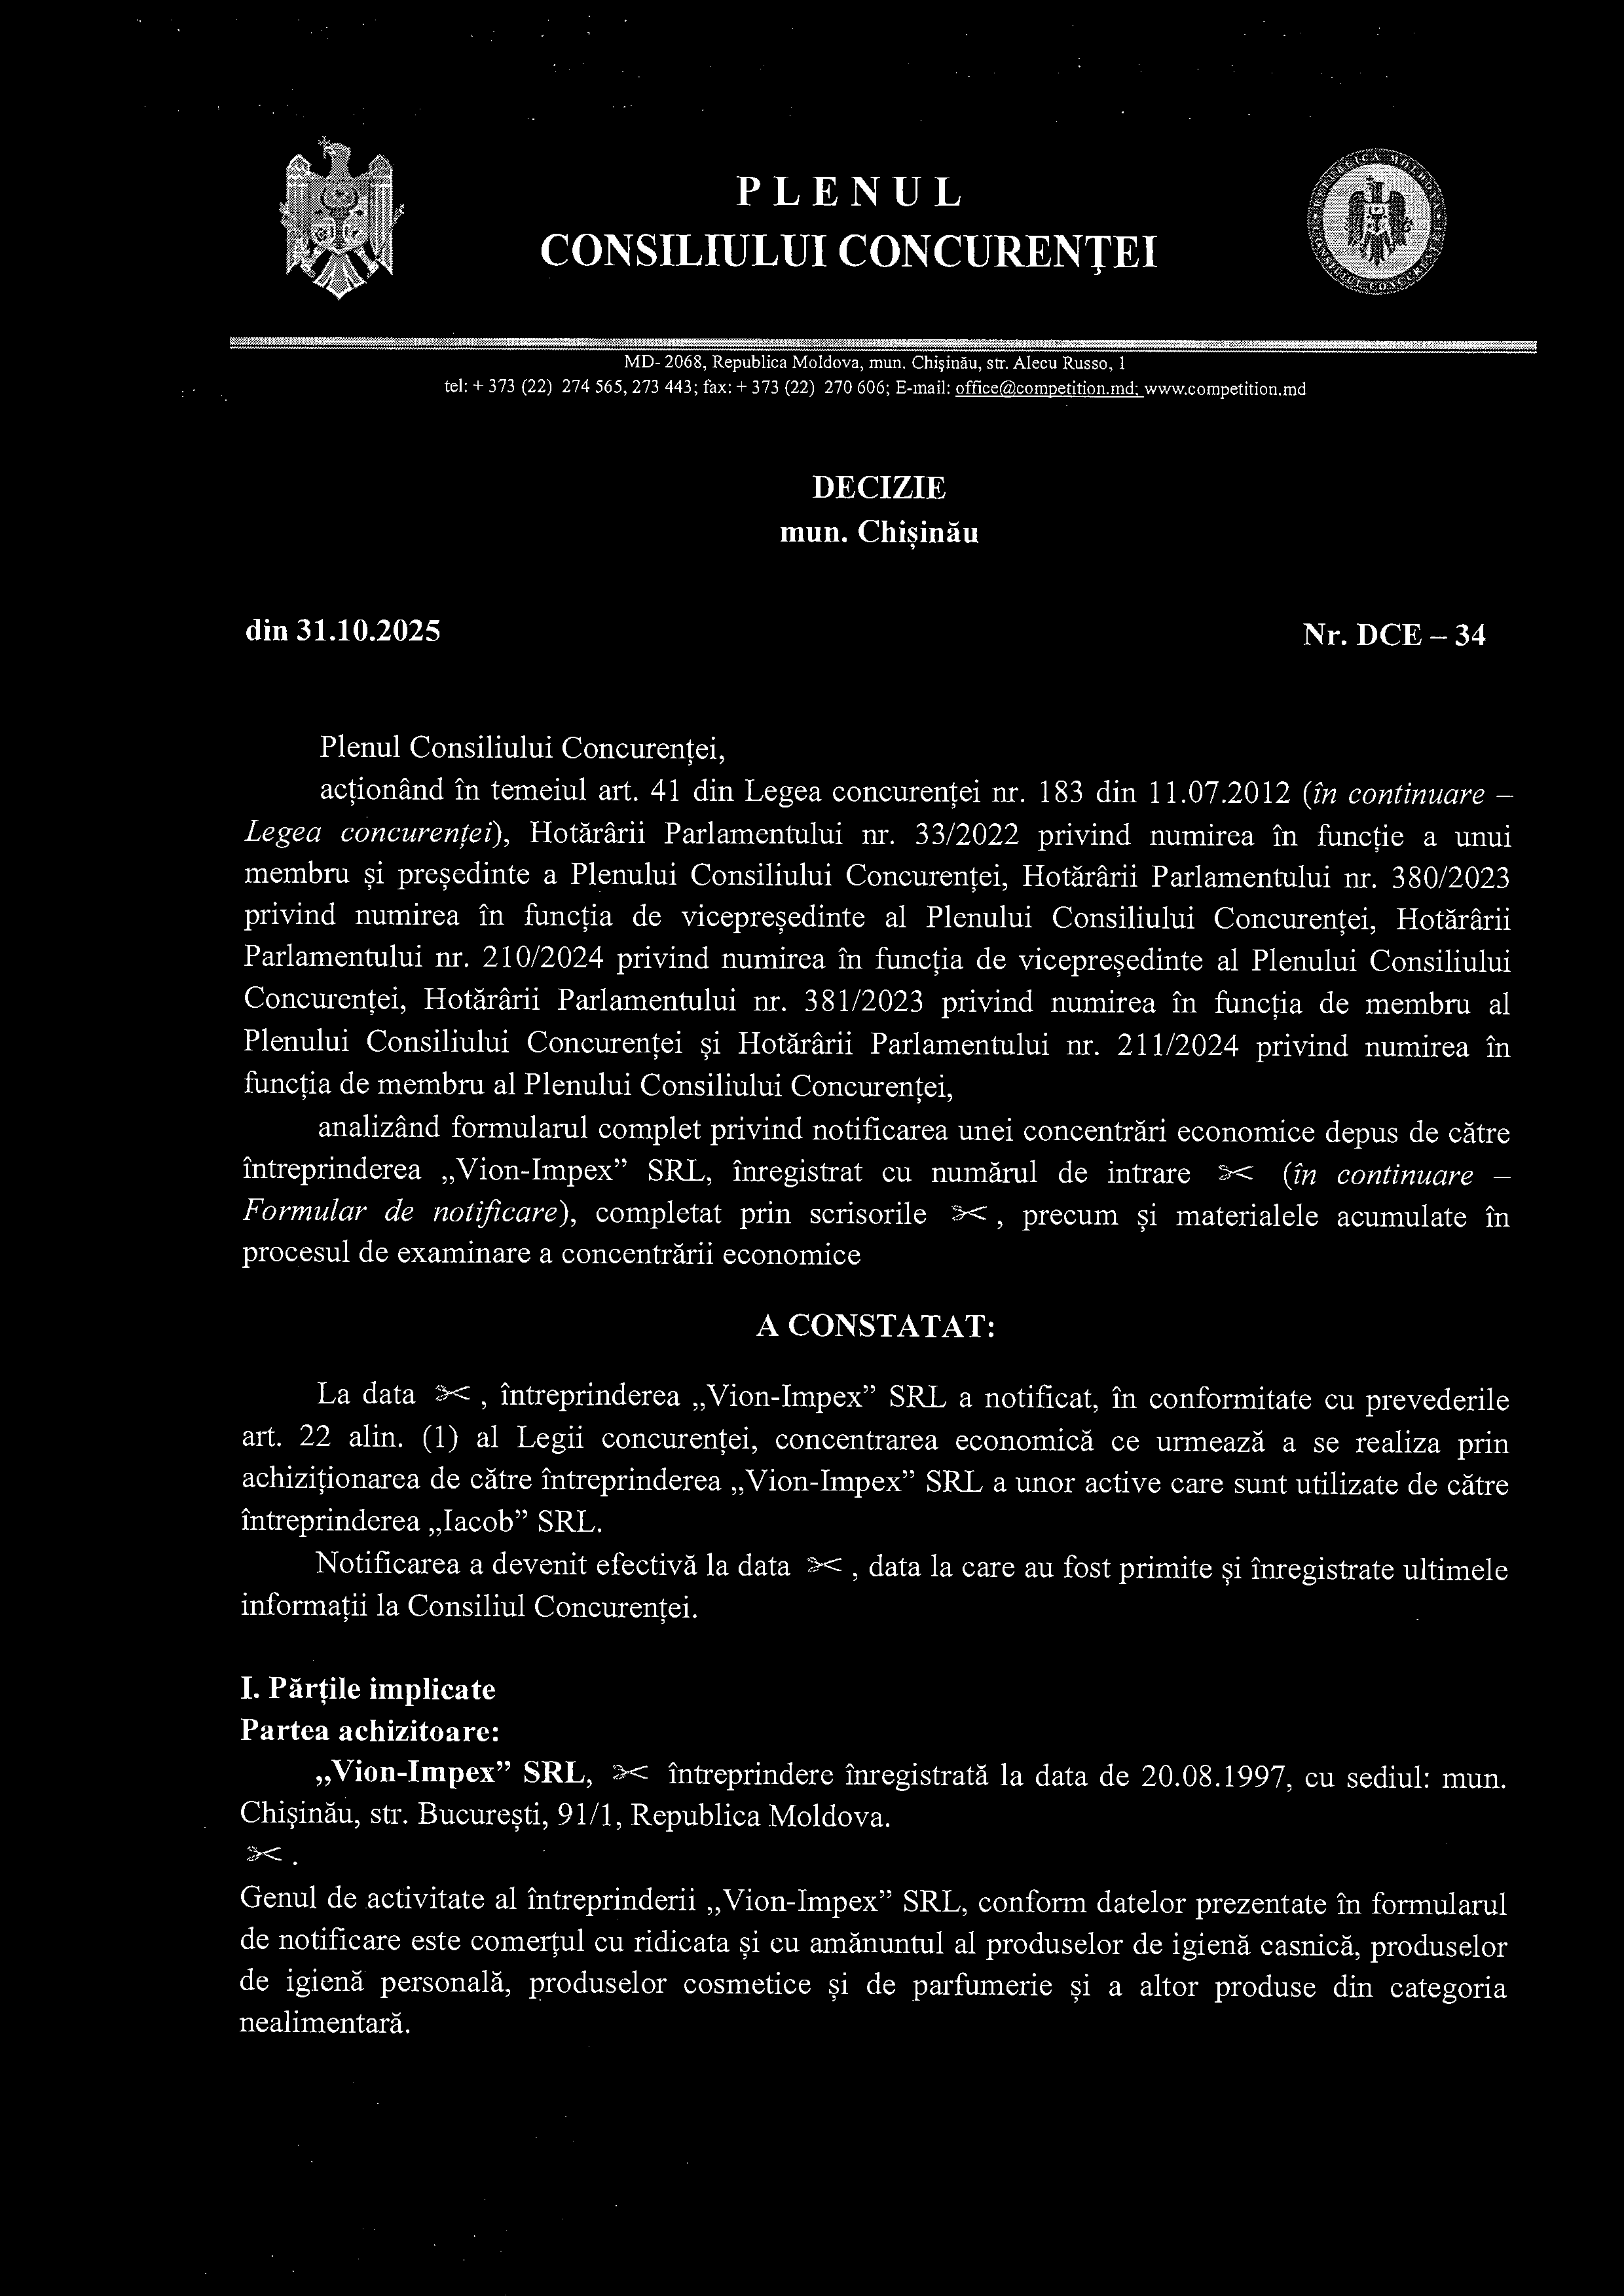 PLENUL
CONSILIULUI CONCURENŢEI
REPUBLICA MOLDOVA
CONSILIUL CONCURENȚEI
MD- 2068, Republica Moldova, mun. Chişinău, str. Alecu Russo, 1
tel: + 373 (22) 274 565, 273 443; fax: + 373 (22) 270 606; E-mail: office@competition.md; www.competition.md
DECIZIE
mun. Chișinău
din 31.10.2025
Nr. DCE – 34
Plenul Consiliului Concurenței,
acționând în temeiul art. 41 din Legea concurenței nr. 183 din 11.07.2012 (în continuare –
Legea concurenței), Hotărârii Parlamentului nr. 33/2022 privind numirea în funcție a unui
membru și președinte a Plenului Consiliului Concurenței, Hotărârii Parlamentului nr. 380/2023
privind numirea în funcția de vicepreședinte al Plenului Consiliului Concurenței, Hotărârii
Parlamentului nr. 210/2024 privind numirea în funcția de vicepreședinte al Plenului Consiliului
Concurenței, Hotărârii Parlamentului nr. 381/2023 privind numirea în funcția de membru al
Plenului Consiliului Concurenței și Hotărârii Parlamentului nr. 211/2024 privind numirea în
funcția de membru al Plenului Consiliului Concurenței,
analizând formularul complet privind notificarea unei concentrări economice depus de către
întreprinderea „Vion-Impex” SRL, înregistrat cu numărul de intrare ✂ (în continuare –
Formular de notificare), completat prin scrisorile ✂ , precum și materialele acumulate în
procesul de examinare a concentrării economice
A CONSTATAT:
La data ✂ , întreprinderea „Vion-Impex” SRL a notificat, în conformitate cu prevederile
art. 22 alin. (1) al Legii concurenței, concentrarea economică ce urmează a se realiza prin
achiziționarea de către întreprinderea „Vion-Impex” SRL a unor active care sunt utilizate de către
întreprinderea „Iacob” SRL.
Notificarea a devenit efectivă la data ✂ , data la care au fost primite și înregistrate ultimele
informații la Consiliul Concurenței.
I. Părțile implicate
Partea achizitoare:
„Vion-Impex” SRL, ✂ întreprindere înregistrată la data de 20.08.1997, cu sediul: mun.
Chișinău, str. București, 91/1, Republica Moldova.
✂ .
Genul de activitate al întreprinderii „Vion-Impex” SRL, conform datelor prezentate în formularul
de notificare este comerțul cu ridicata și cu amănuntul al produselor de igienă casnică, produselor
de igienă personală, produselor cosmetice și de parfumerie și a altor produse din categoria
nealimentară.